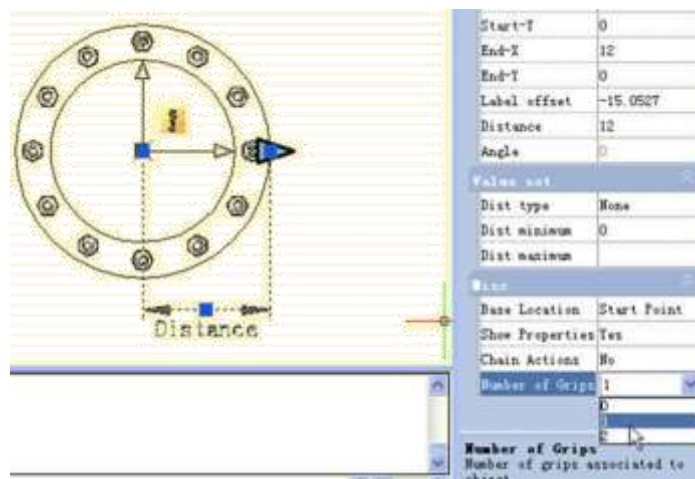 Start-Y 0
End-X 12
End-Y 0
Label offset -15.0527
Distance 12
Angle 0
Value set
Dist type None
Dist minimum 0
Dist maximum
Misc
Base Location Start Point
Show Properties Yes
Chain Actions No
Number of Grips 1
0
1
2
Distance
Number of Grips
Number of grips associated to
object